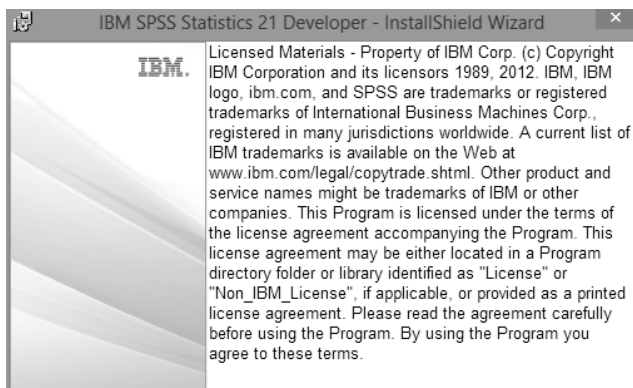 IBM SPSS Statistics 21 Developer - InstallShield Wizard
IBM.
Licensed Materials - Property of IBM Corp. (c) Copyright
IBM Corporation and its licensors 1989, 2012. IBM, IBM
logo, ibm.com, and SPSS are trademarks or registered
trademarks of International Business Machines Corp.,
registered in many jurisdictions worldwide. A current list of
IBM trademarks is available on the Web at
www.ibm.com/legal/copytrade.shtml. Other product and
service names might be trademarks of IBM or other
companies. This Program is licensed under the terms of
the license agreement accompanying the Program. This
license agreement may be either located in a Program
directory folder or library identified as "License" or
"Non_IBM_License", if applicable, or provided as a printed
license agreement. Please read the agreement carefully
before using the Program. By using the Program you
agree to these terms.